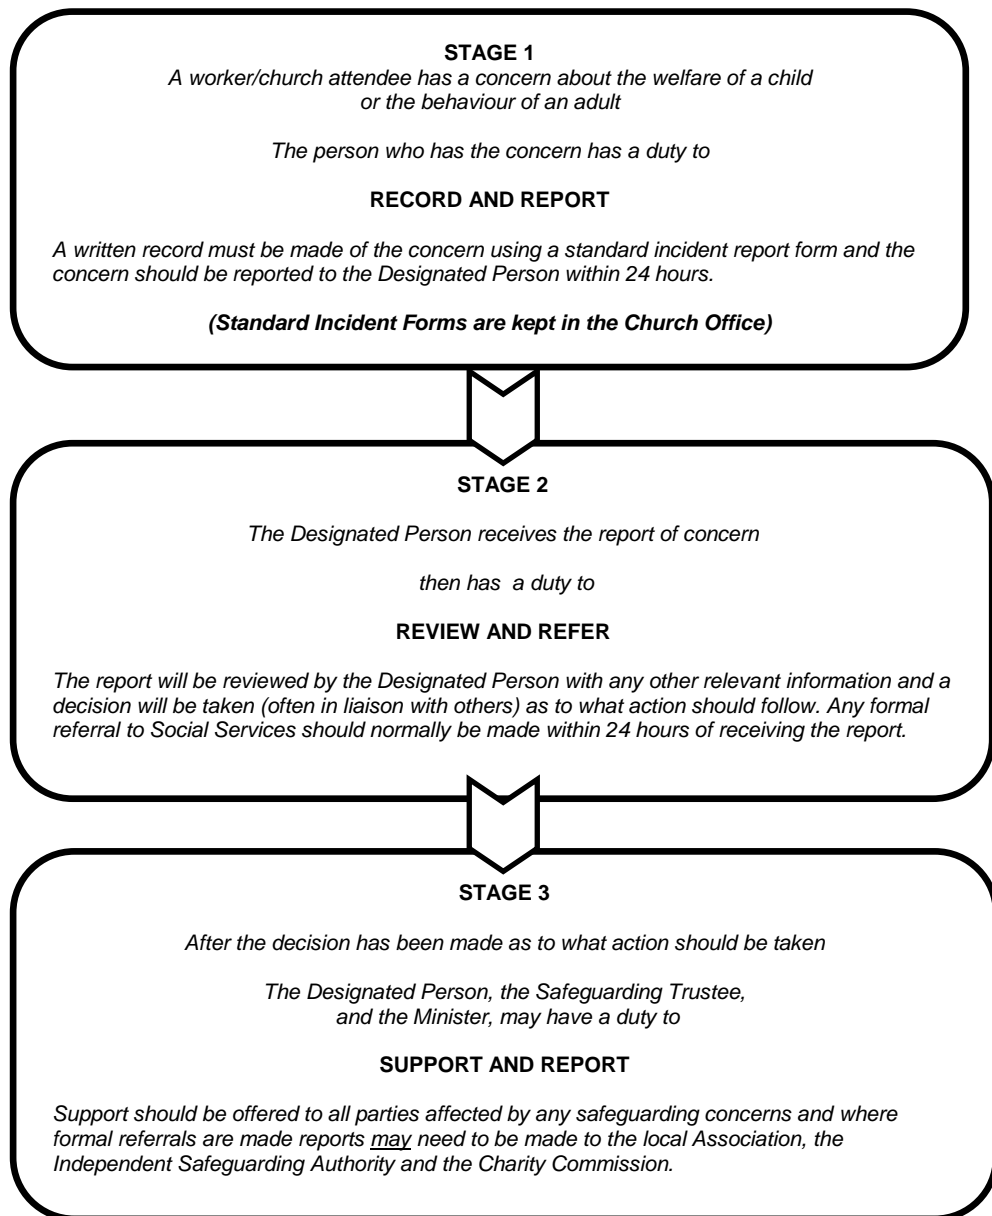 STAGE 1
A worker/church attendee has a concern about the welfare of a child
or the behaviour of an adult
The person who has the concern has a duty to
RECORD AND REPORT
A written record must be made of the concern using a standard incident report form and the
concern should be reported to the Designated Person within 24 hours.
(Standard Incident Forms are kept in the Church Office)
STAGE 2
The Designated Person receives the report of concern
then has  a duty to
REVIEW AND REFER
The report will be reviewed by the Designated Person with any other relevant information and a
decision will be taken (often in liaison with others) as to what action should follow. Any formal
referral to Social Services should normally be made within 24 hours of receiving the report.
STAGE 3
After the decision has been made as to what action should be taken
The Designated Person, the Safeguarding Trustee,
and the Minister, may have a duty to
SUPPORT AND REPORT
Support should be offered to all parties affected by any safeguarding concerns and where
formal referrals are made reports may need to be made to the local Association, the
Independent Safeguarding Authority and the Charity Commission.